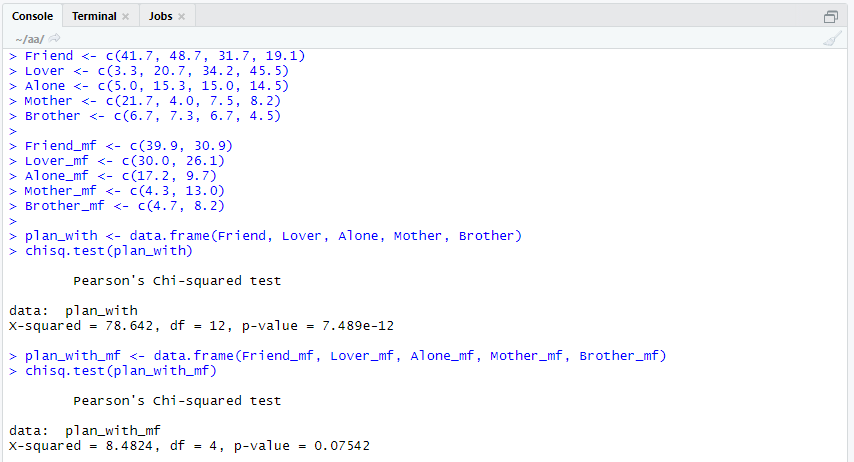 Console Terminal Jobs
~/aa/
> Friend <- c(41.7, 48.7, 31.7, 19.1)
> Lover <- c(3.3, 20.7, 34.2, 45.5)
> Alone <- c(5.0, 15.3, 15.0, 14.5)
> Mother <- c(21.7, 4.0, 7.5, 8.2)
> Brother <- c(6.7, 7.3, 6.7, 4.5)
>
> Friend_mf <- c(39.9, 30.9)
> Lover_mf <- c(30.0, 26.1)
> Alone_mf <- c(17.2, 9.7)
> Mother_mf <- c(4.3, 13.0)
> Brother_mf <- c(4.7, 8.2)
>
> plan_with <- data.frame(Friend, Lover, Alone, Mother, Brother)
> chisq.test(plan_with)
Pearson's Chi-squared test
data:  plan_with
X-squared = 78.642, df = 12, p-value = 7.489e-12
> plan_with_mf <- data.frame(Friend_mf, Lover_mf, Alone_mf, Mother_mf, Brother_mf)
> chisq.test(plan_with_mf)
Pearson's Chi-squared test
data:  plan_with_mf
X-squared = 8.4824, df = 4, p-value = 0.07542